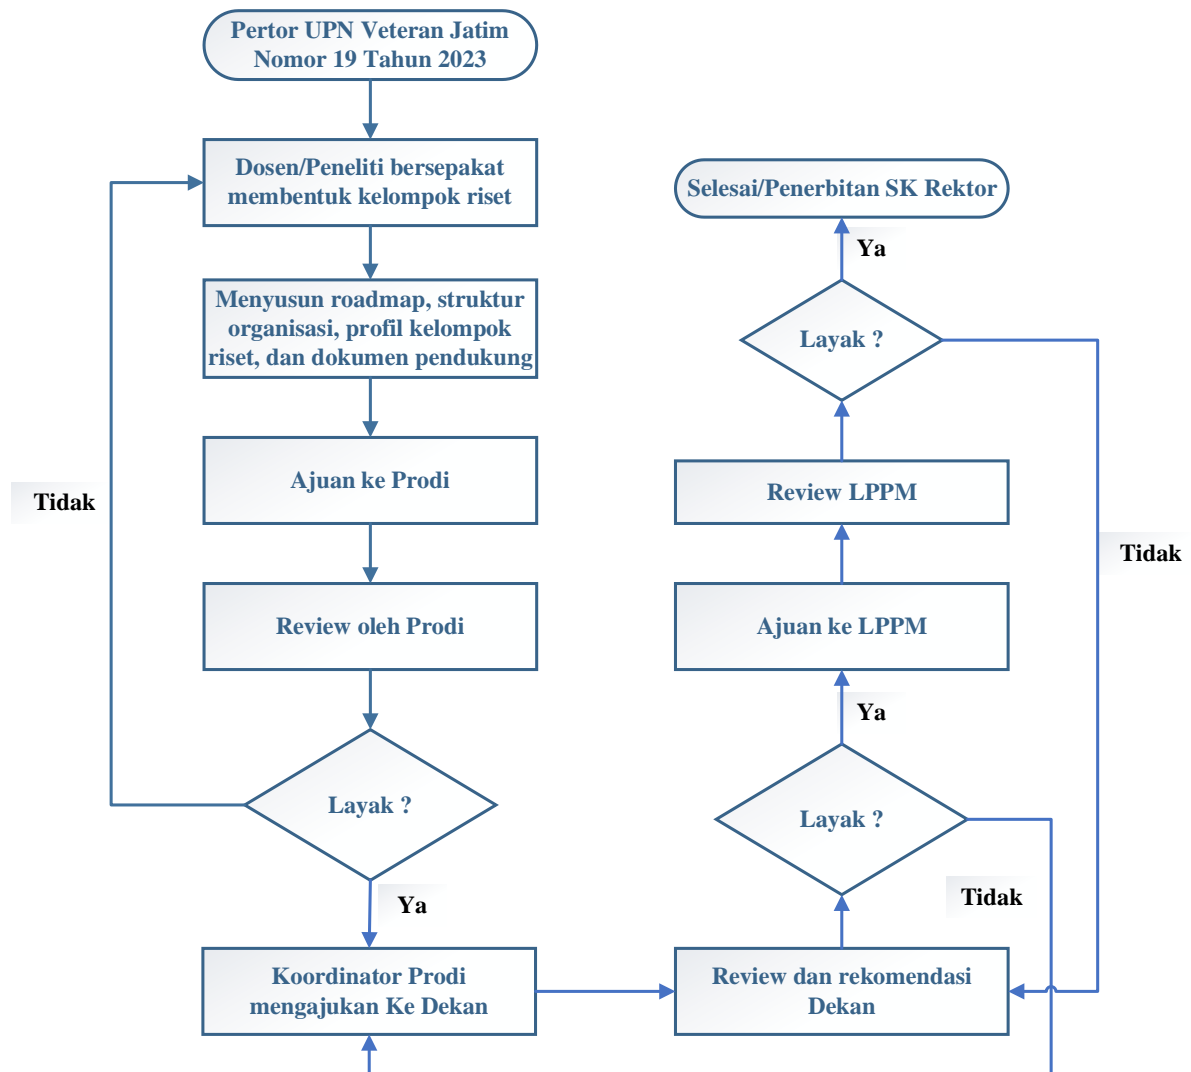 Pertor UPN Veteran Jatim
Nomor 19 Tahun 2023
Dosen/Peneliti bersepakat
membentuk kelompok riset
Menyusun roadmap, struktur
organisasi, profil kelompok
riset, dan dokumen pendukung
Ajuan ke Prodi
Review oleh Prodi
Layak ?
Tidak
Ya
Koordinator Prodi
mengajukan Ke Dekan
Review dan rekomendasi
Dekan
Layak ?
Tidak
Ya
Ajuan ke LPPM
Review LPPM
Layak ?
Tidak
Ya
Selesai/Penerbitan SK Rektor